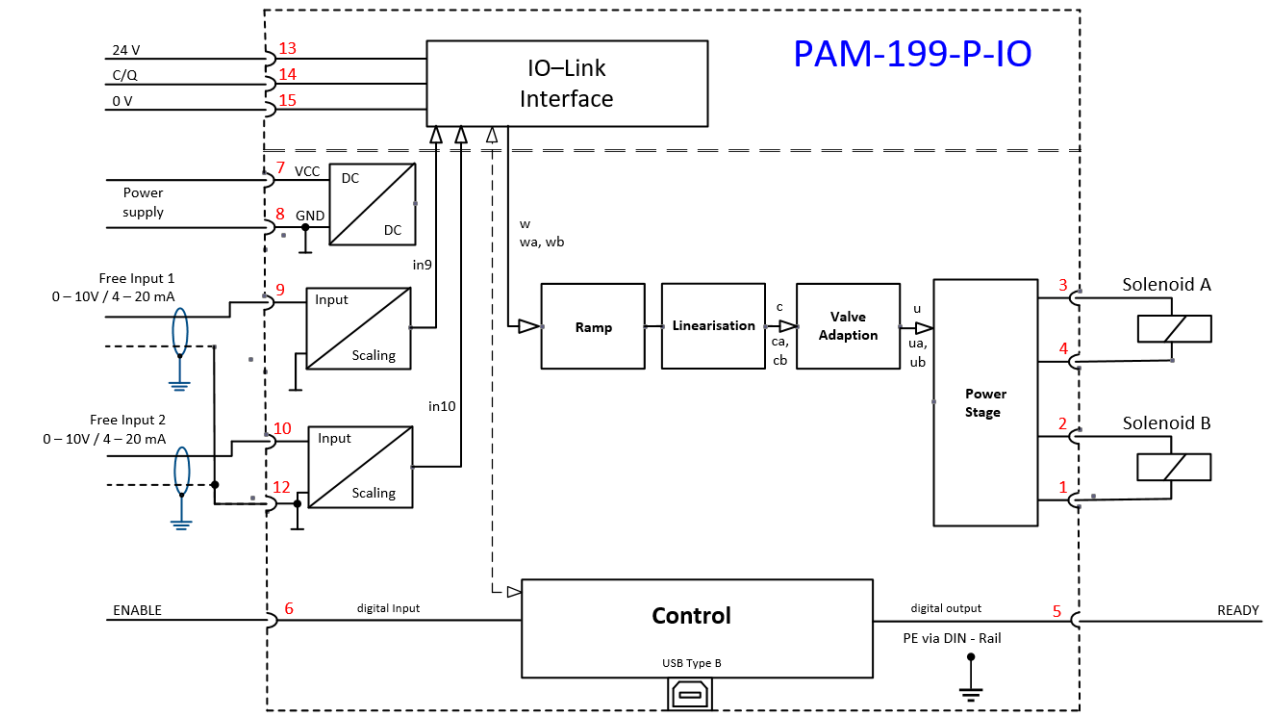 24 V
13
PAM-199-P-IO
C/Q
14
IO–Link
Interface
0 V
15
7
VCC
DC
Power
supply
8
GND
DC
w
wa, wb
in9
Free Input 1
0 – 10V / 4 – 20 mA
9
Input
Scaling
Ramp
Linearisation
c
ca,
cb
Valve
Adaption
u
ua,
ub
Power
Stage
3
Solenoid A
4
in10
Free Input 2
0 – 10V / 4 – 20 mA
10
Input
Scaling
12
2
Solenoid B
1
ENABLE
6
digital Input
Control
USB Type B
digital output
5
READY
PE via DIN - Rail